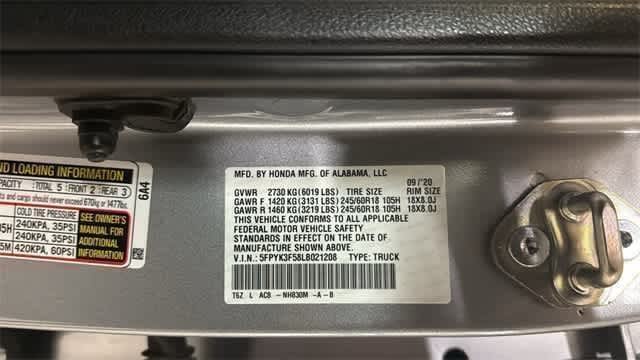 ND LOADING INFORMATION
PACITY : TOTAL 5 : FRONT 2 : REAR 3
ts and cargo should never exceed 670kg or 1477lbs.
COLD TIRE PRESSURE
240KPA, 35PSI
240KPA, 35PSI
420KPA, 60PSI
SEE OWNER'S
MANUAL FOR
ADDITIONAL
INFORMATION
6A4
MFD. BY HONDA MFG. OF ALABAMA, LLC
09/'20
GVWR 2730 KG (6019 LBS) TIRE SIZE RIM SIZE
GAWR F 1420 KG (3131 LBS) 245/60R18 105H 18X8.0J
GAWR R 1460 KG (3219 LBS) 245/60R18 105H 18X8.0J
THIS VEHICLE CONFORMS TO ALL APPLICABLE
FEDERAL MOTOR VEHICLE SAFETY
STANDARDS IN EFFECT ON THE DATE OF
MANUFACTURE SHOWN ABOVE.
V.I.N.: 5FPYK3F58LB021208 TYPE: TRUCK
T6Z L AC8 -NH830M -A -B